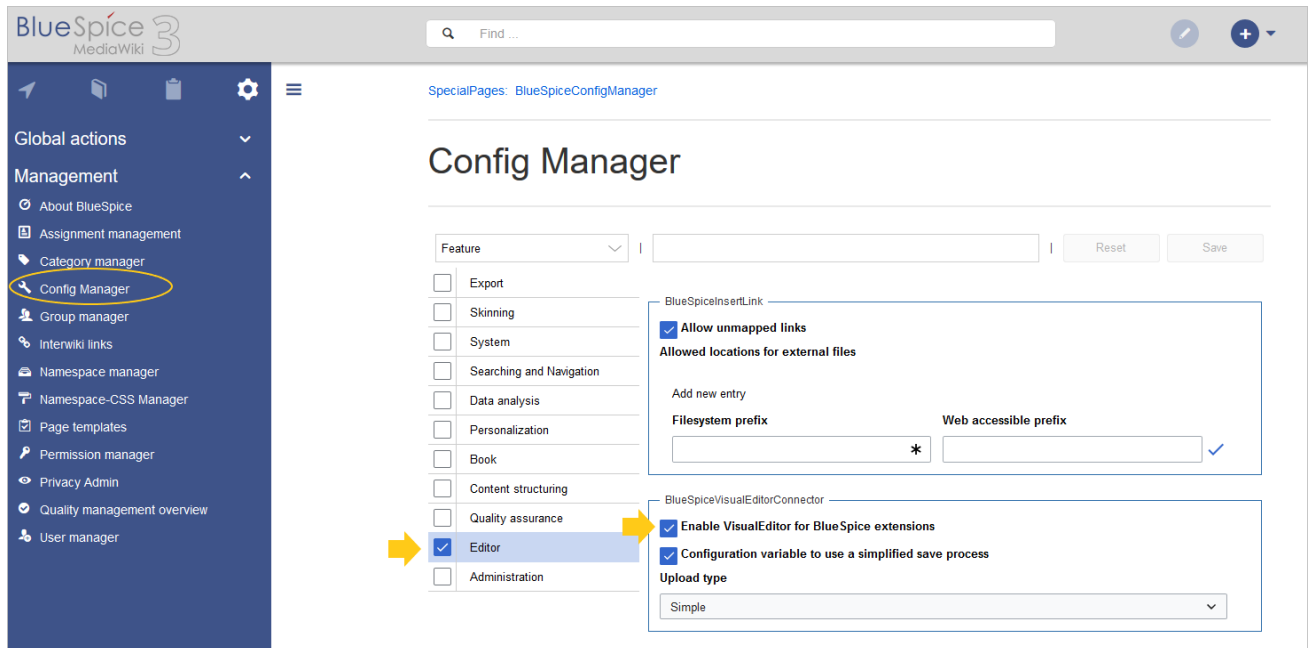 BlueSpice 3
MediaWiki
Find ...
Global actions
Management
About BlueSpice
Assignment management
Category manager
Config Manager
Group manager
Interwiki links
Namespace manager
Namespace-CSS Manager
Page templates
Permission manager
Privacy Admin
Quality management overview
User manager
SpecialPages: BlueSpiceConfigManager
Config Manager
Feature | | Reset Save
Export
Skinning
System
Searching and Navigation
Data analysis
Personalization
Book
Content structuring
Quality assurance
Editor
Administration
BlueSpiceInsertLink
Allow unmapped links
Allowed locations for external files
Add new entry
Filesystem prefix Web accessible prefix
*
BlueSpiceVisualEditorConnector
Enable VisualEditor for BlueSpice extensions
Configuration variable to use a simplified save process
Upload type
Simple